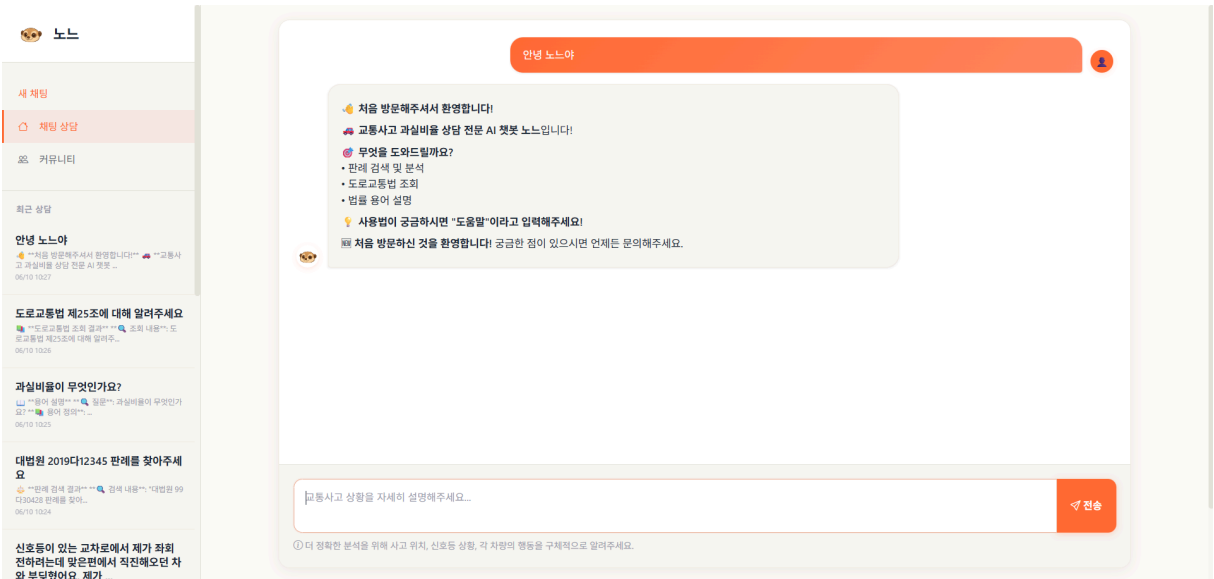 노느
새 채팅
채팅 상담
커뮤니티
최근 상담
안녕 노느야
👋 **처음 방문해주셔서 환영합니다!** 🚗 **교통사
고 과실비율 상담 전문 AI 챗봇 ...
06/10 10:27
도로교통법 제25조에 대해 알려주세요
📚 **도로교통법 조회 결과** **🔍 조회 내용**: 도
로교통법 제25조에 대해 알려주...
06/10 10:26
과실비율이 무엇인가요?
📖 **용어 설명** **🔍 질문**: 과실비율이 무엇인가
요? **📚 용어 정의**: ...
06/10 10:25
대법원 2019다12345 판례를 찾아주세
요
**판례 검색 결과** **🔍 검색 내용**: "대법원 99
다30428 판례를 찾아...
06/10 10:24
신호등이 있는 교차로에서 제가 좌회
전하려는데 맞은편에서 직진해오던 차
와 부딪혔어요. 제가 ...
안녕 노느야
👋 처음 방문해주셔서 환영합니다!
🚗 교통사고 과실비율 상담 전문 AI 챗봇 노느입니다!
🎯 무엇을 도와드릴까요?
• 판례 검색 및 분석
• 도로교통법 조회
• 법률 용어 설명
💡 사용법이 궁금하시면 "도움말"이라고 입력해주세요!
🆕 처음 방문하신 것을 환영합니다! 궁금한 점이 있으시면 언제든 문의해주세요.
교통사고 상황을 자세히 설명해주세요...
전송
더 정확한 분석을 위해 사고 위치, 신호등 상황, 각 차량의 행동을 구체적으로 알려주세요.